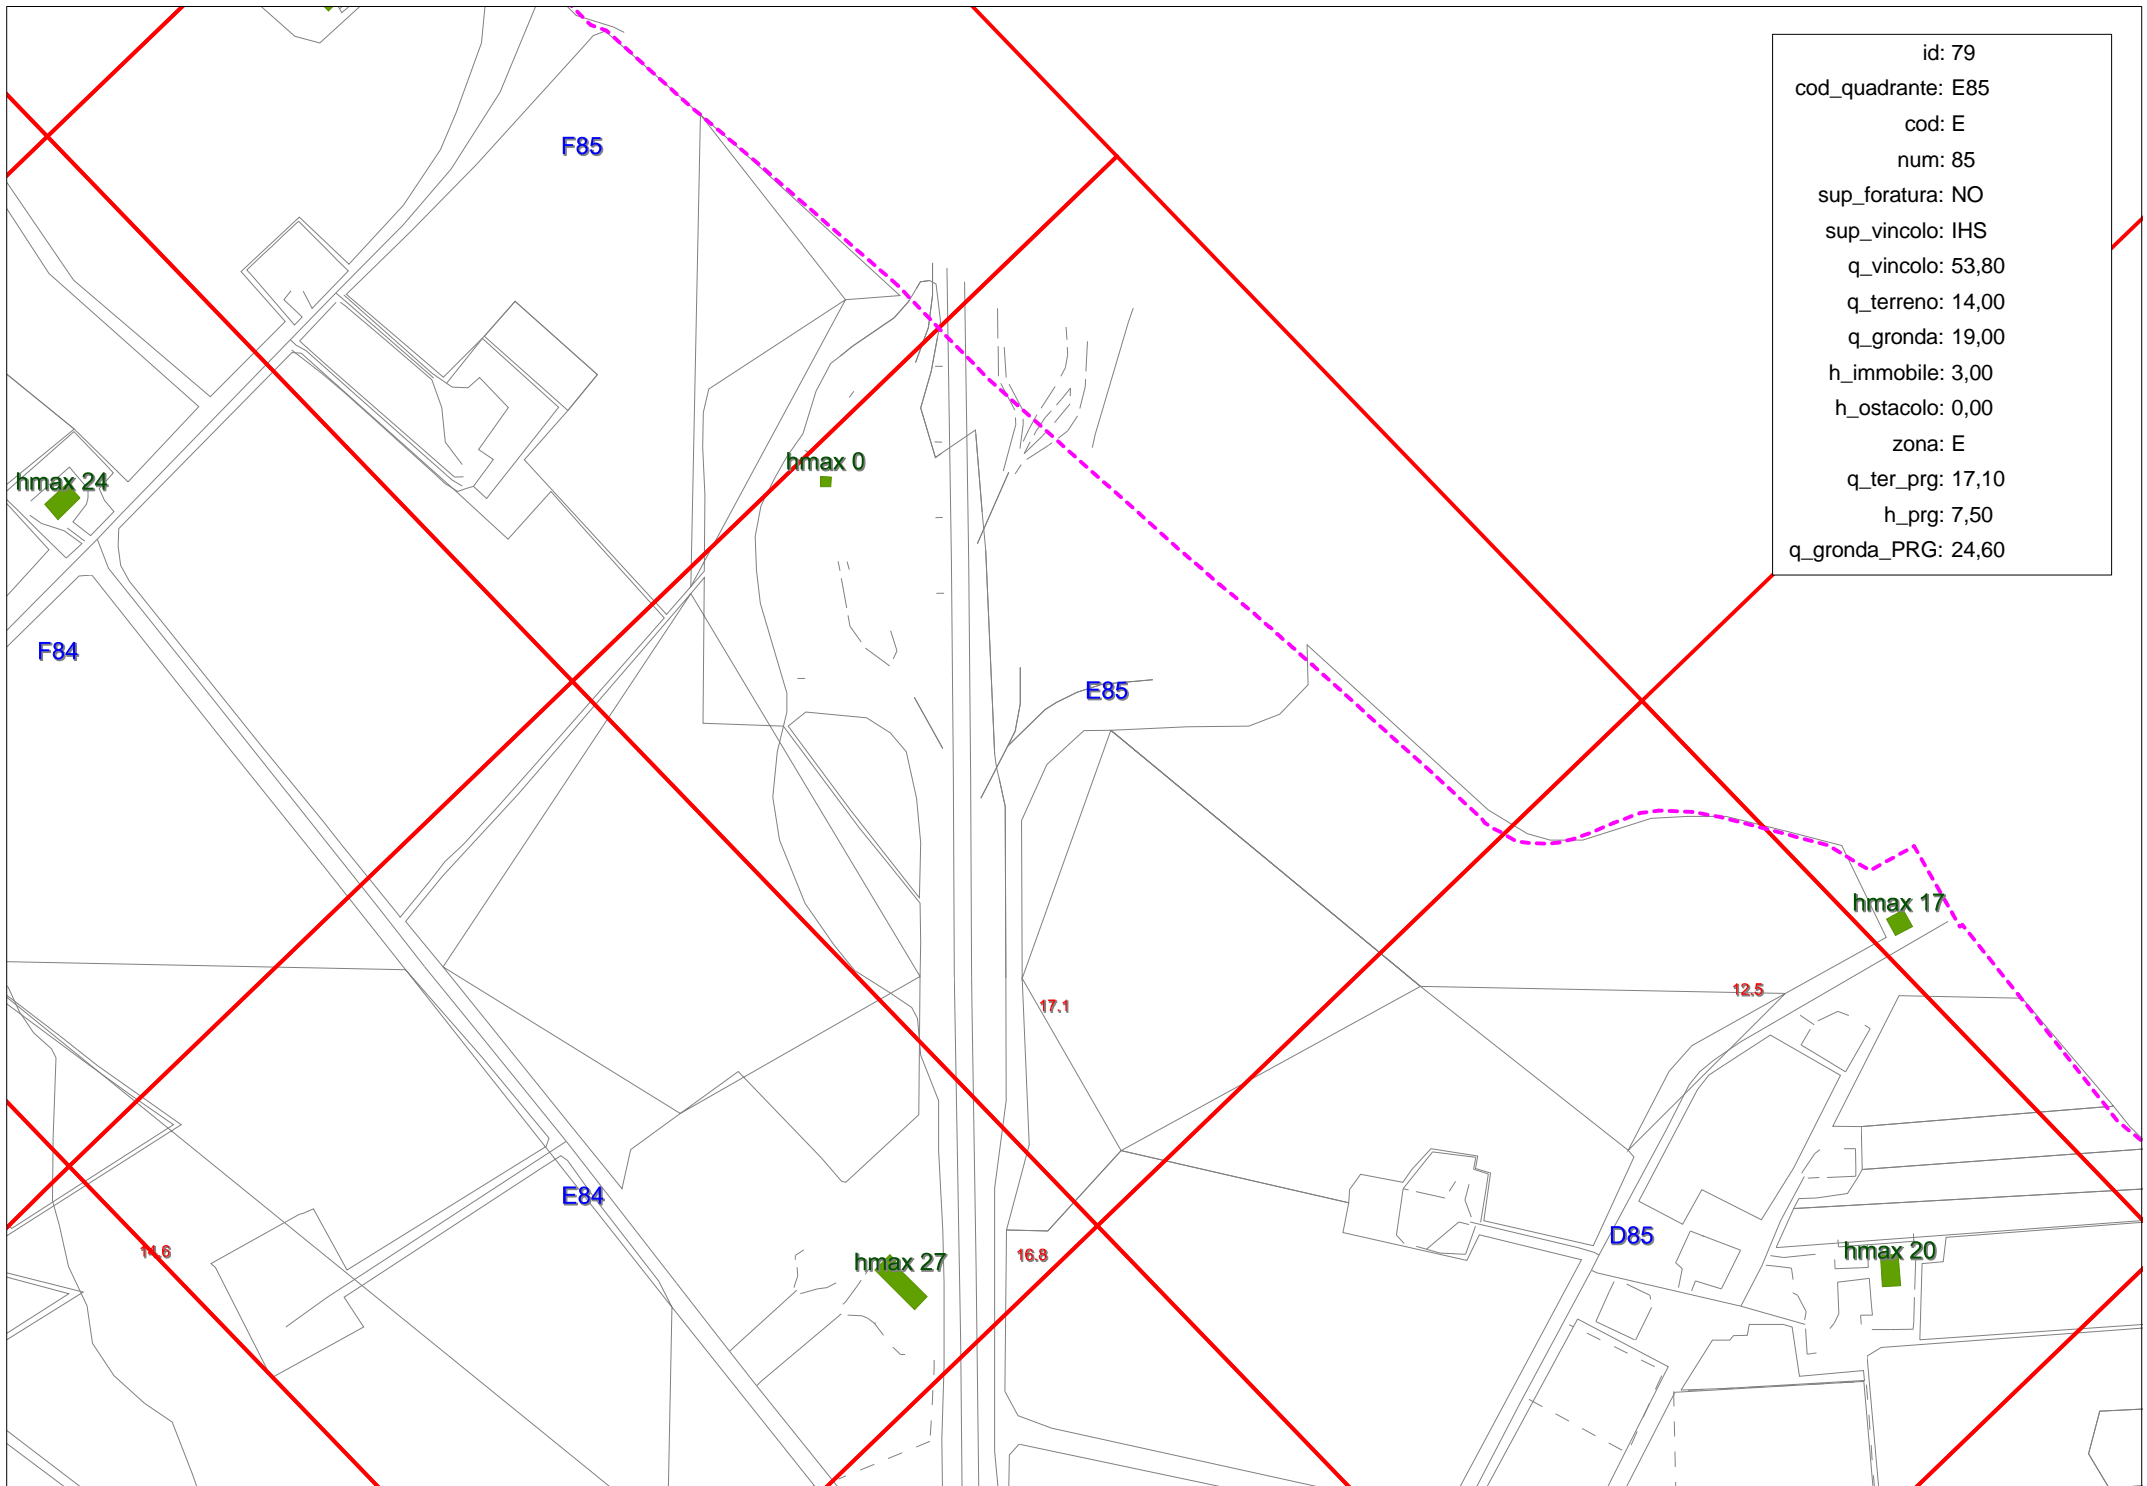 id: 79
cod_quadrante: E85
cod: E
F85
num: 85
sup_foratura: NO
sup_vincolo: IHS
q_vincolo: 53,80
q_terreno: 14,00
q_gronda: 19,00
h_immobile: 3,00
h_ostacolo: 0,00
zona: E
q_ter_prg: 17,10
h_prg: 7,50
q_gronda_PRG: 24,60
hmax 0
hmax 24
F84
E85
hmax 17
12.5
17.1
E84
D85
14.6
hmax 27
16.8
hmax 20